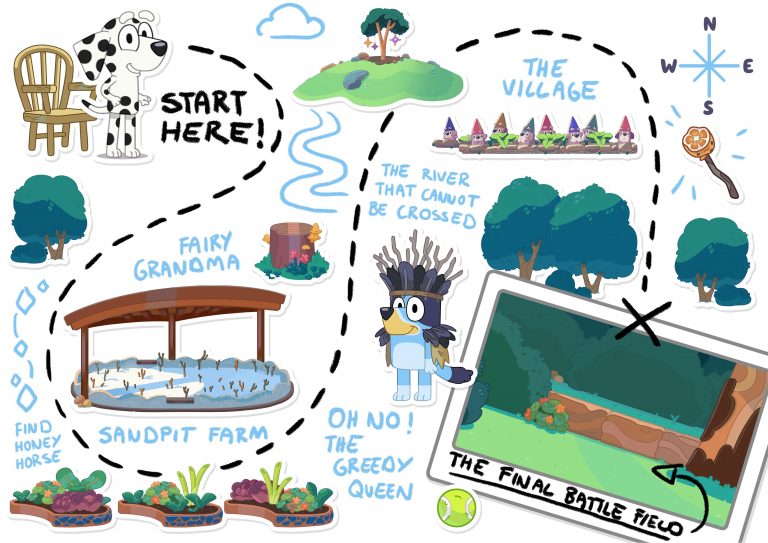 START
HERE!
THE
VILLAGE
N
W
E
S
THE RIVER
THAT CANNOT
BE CROSSED
FAIRY
GRANDMA
FIND
HONEY
HORSE
SANDPIT FARM
OH NO!
THE
GREEDY
QUEEN
X
THE FINAL BATTLE FIELD